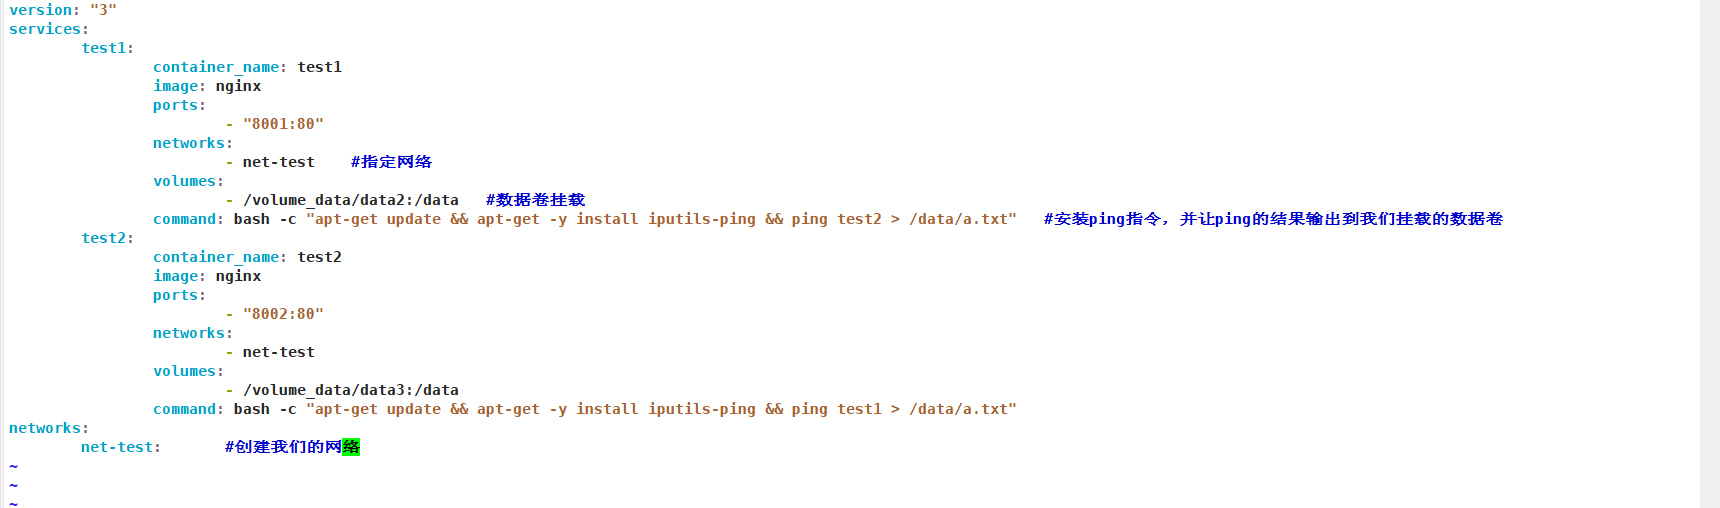 version: "3"
services:
        test1:
                container_name: test1
                image: nginx
                ports:
                        - "8001:80"
                networks:
                        - net-test    #指定网络
                volumes:
                        - /volume_data/data2:/data   #数据卷挂载
                command: bash -c "apt-get update && apt-get -y install iputils-ping && ping test2 > /data/a.txt"   #安装ping指令，并让ping的结果输出到我们挂载的数据卷
        test2:
                container_name: test2
                image: nginx
                ports:
                        - "8002:80"
                networks:
                        - net-test
                volumes:
                        - /volume_data/data3:/data
                command: bash -c "apt-get update && apt-get -y install iputils-ping && ping test1 > /data/a.txt"
networks:
        net-test:       #创建我们的网络
~
~
~